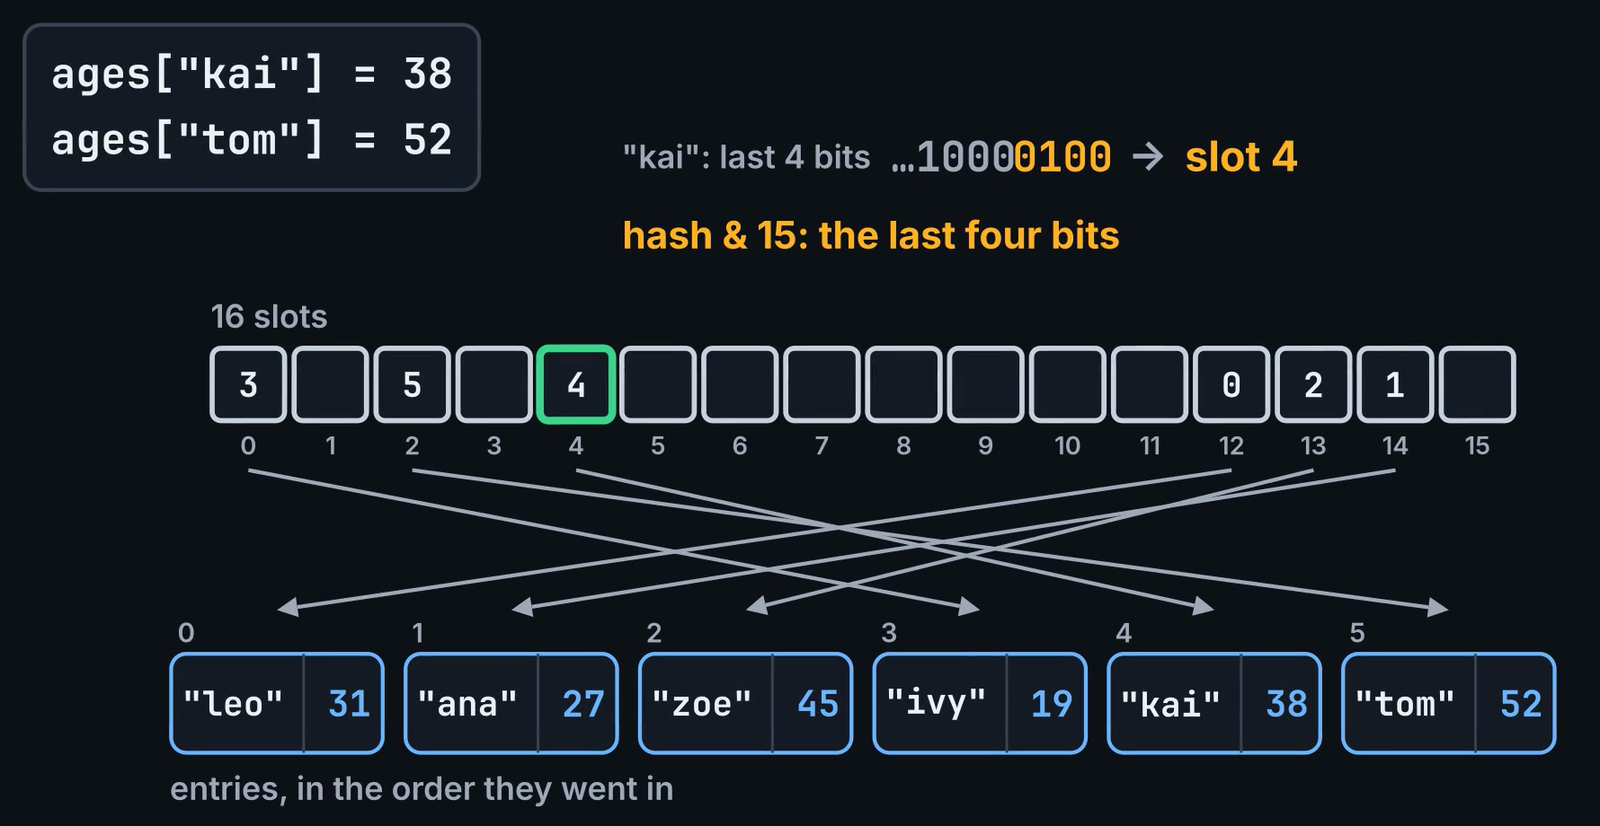 ages["kai"] = 38
ages["tom"] = 52
"kai": last 4 bits …10000100 → slot 4
hash & 15: the last four bits
16 slots
3 5 4 0 2 1
0 1 2 3 4 5 6 7 8 9 10 11 12 13 14 15
0 1 2 3 4 5
"leo" 31 "ana" 27 "zoe" 45 "ivy" 19 "kai" 38 "tom" 52
entries, in the order they went in